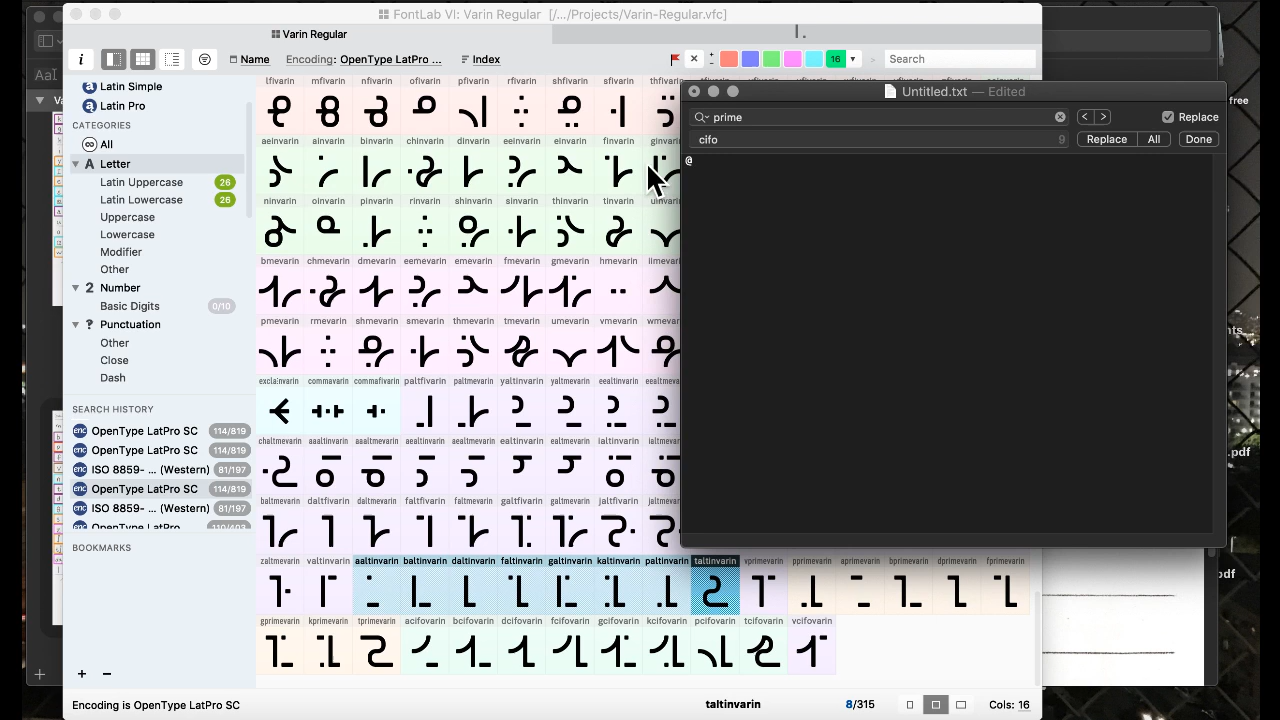 FontLab VI: Varin Regular [/.../Projects/Varin-Regular.vfc]
Varin Regular
Name
Encoding: OpenType LatPro ...
Index
16
Search
Latin Simple
Latin Pro
CATEGORIES
All
Letter
Latin Uppercase 26
Latin Lowercase 26
Uppercase
Lowercase
Modifier
Other
Number
Basic Digits 0/10
Punctuation
Other
Close
Dash
SEARCH HISTORY
OpenType LatPro SC 114/819
OpenType LatPro SC 114/819
ISO 8859- ... (Western) 81/197
OpenType LatPro SC 114/819
ISO 8859- ... (Western) 81/197
OpenType LatPro
BOOKMARKS
lfivarin mfivarin nfivarin ofivarin pfivarin rfivarin shfivarin sfivarin thfivarin
aeinvarin ainvarin binvarin chinvarin dinvarin eeinvarin einvarin finvarin ginvarin
ninvarin oinvarin pinvarin rinvarin shinvarin sinvarin thinvarin tinvarin
bmevarin chmevarin dmevarin eemevarin emevarin fmevarin gmevarin hmevarin
pmevarin rmevarin shmevarin smevarin thmevarin tmevarin umevarin vmevarin
commavarin commafivarin paltfivarin paltmevarin yaltinvarin yaltmevarin eealtinvarin
chaltmevarin aaaltinvarin aaaltmevarin aealtinvarin aealtmevarin ealtinvarin ealtmevarin ialtinvarin
baltmevarin daltfivarin daltmevarin faltfivarin faltmevarin galtfivarin galtmevarin jaltfivarin
zaltmevarin valtinvarin aaltinvarin baltinvarin daltinvarin faltinvarin galtinvarin kaltinvarin paltinvarin taltinvarin vprimevarin pprimevarin aprimevarin bprimevarin dprimevarin fprimevarin
gprimevarin kprimevarin tprimevarin acifovarin bcifovarin dcifovarin fcifovarin gcifovarin kcifovarin pcifovarin tcifovarin vcifovarin
Encoding is OpenType LatPro SC
taltinvarin
8/315
Cols: 16
Untitled.txt — Edited
prime
Replace
cifo
9
Replace
All
Done
@
free
.pdf
pdf